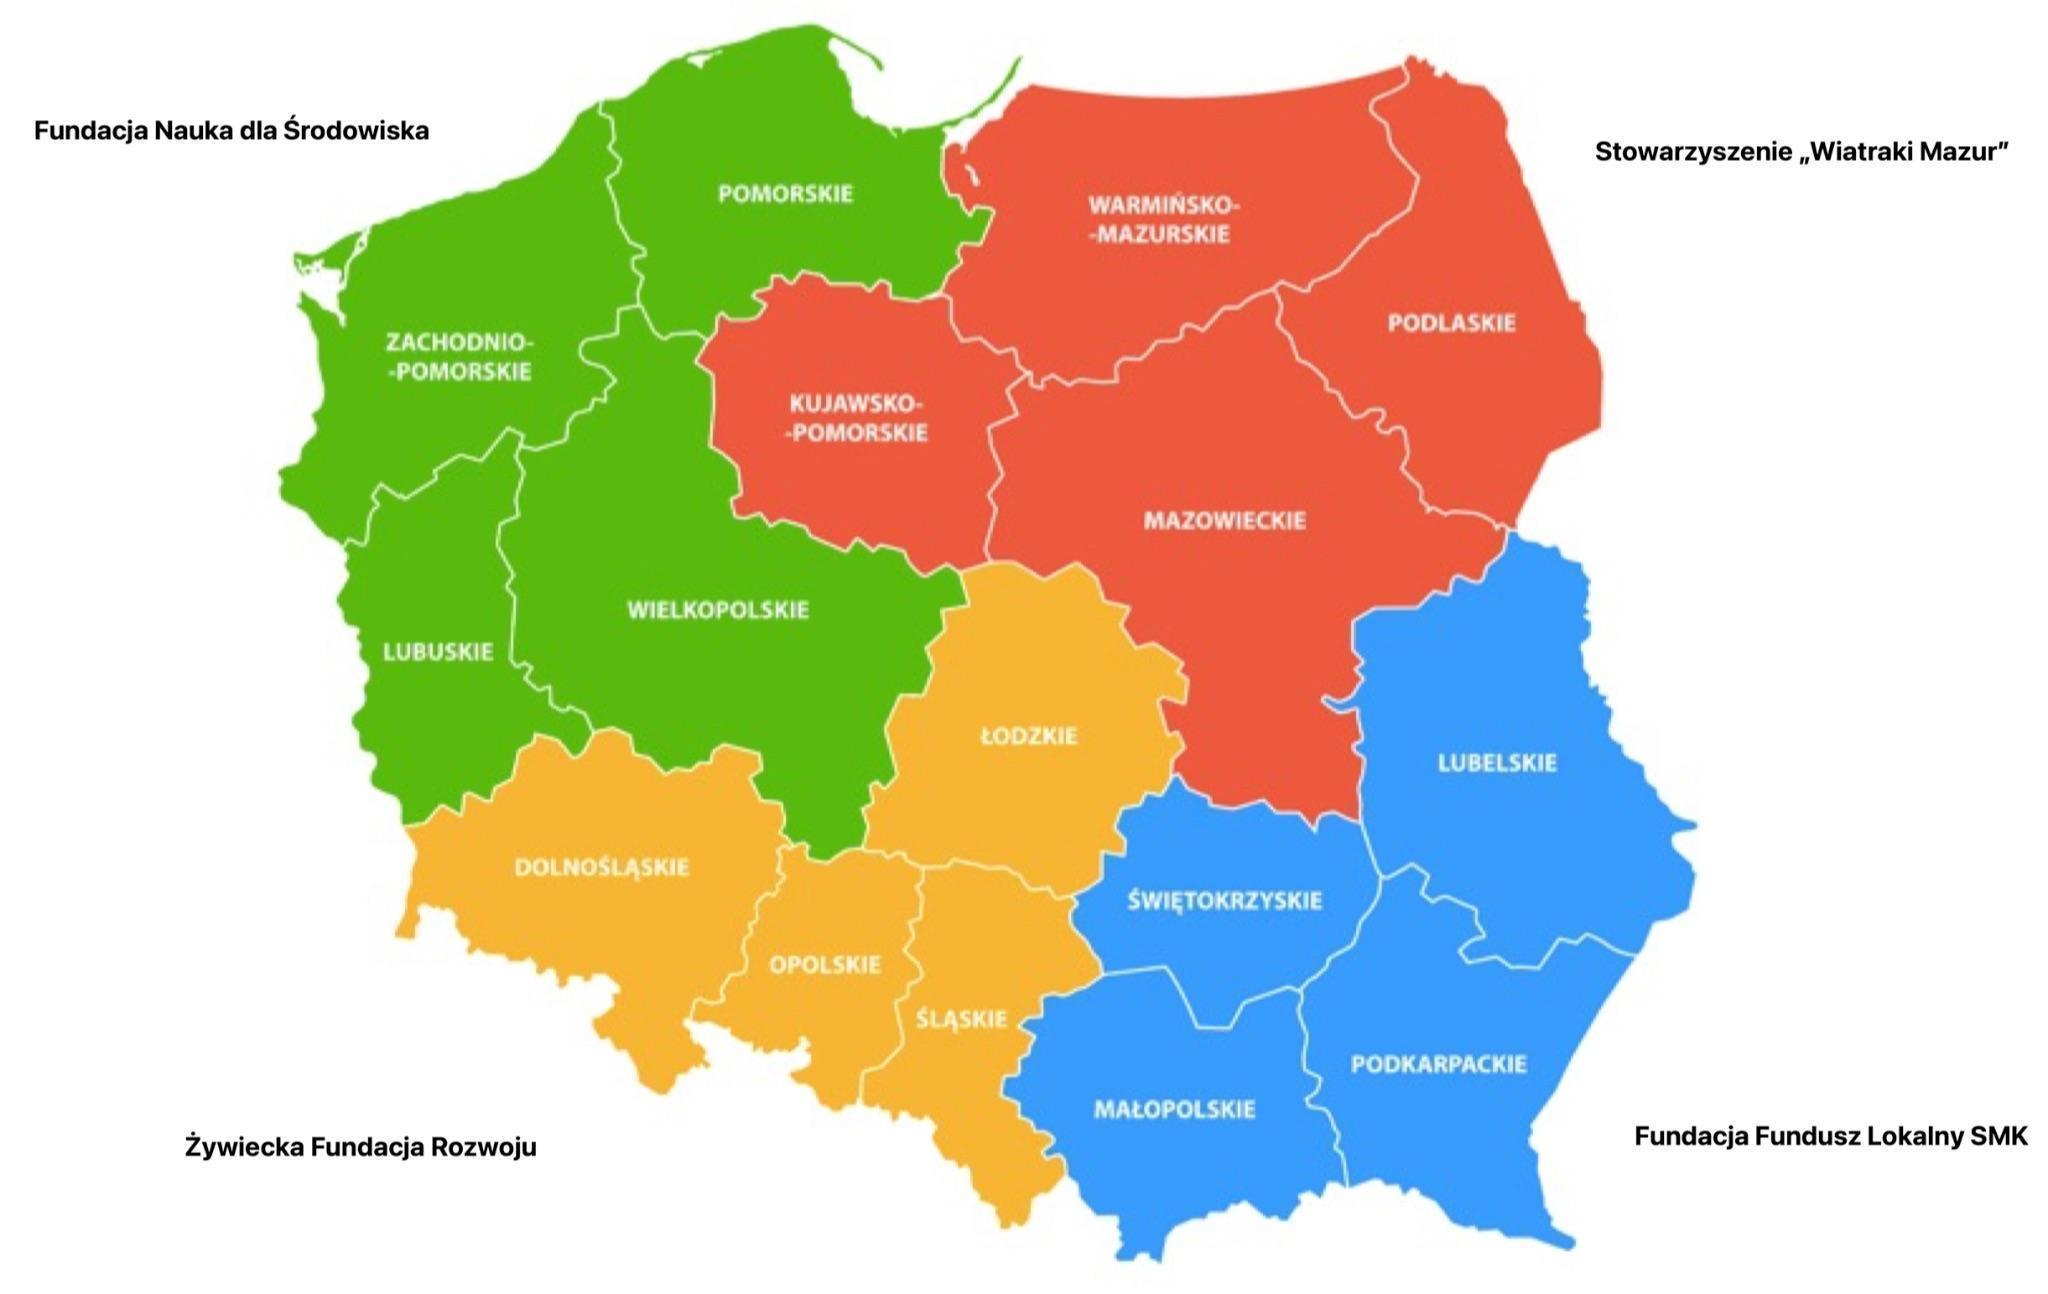 Fundacja Nauka dla Środowiska
Stowarzyszenie „Wiatraki Mazur”
POMORSKIE
WARMIŃSKO-
-MAZURSKIE
PODLASKIE
ZACHODNIO-
-POMORSKIE
KUJAWSKO-
-POMORSKIE
MAZOWIECKIE
WIELKOPOLSKIE
LUBUSKIE
ŁODZKIE
LUBELSKIE
DOLNOŚLĄSKIE
ŚWIĘTOKRZYSKIE
OPOLSKIE
ŚLĄSKIE
PODKARPACKIE
MAŁOPOLSKIE
Żywiecka Fundacja Rozwoju
Fundacja Fundusz Lokalny SMK